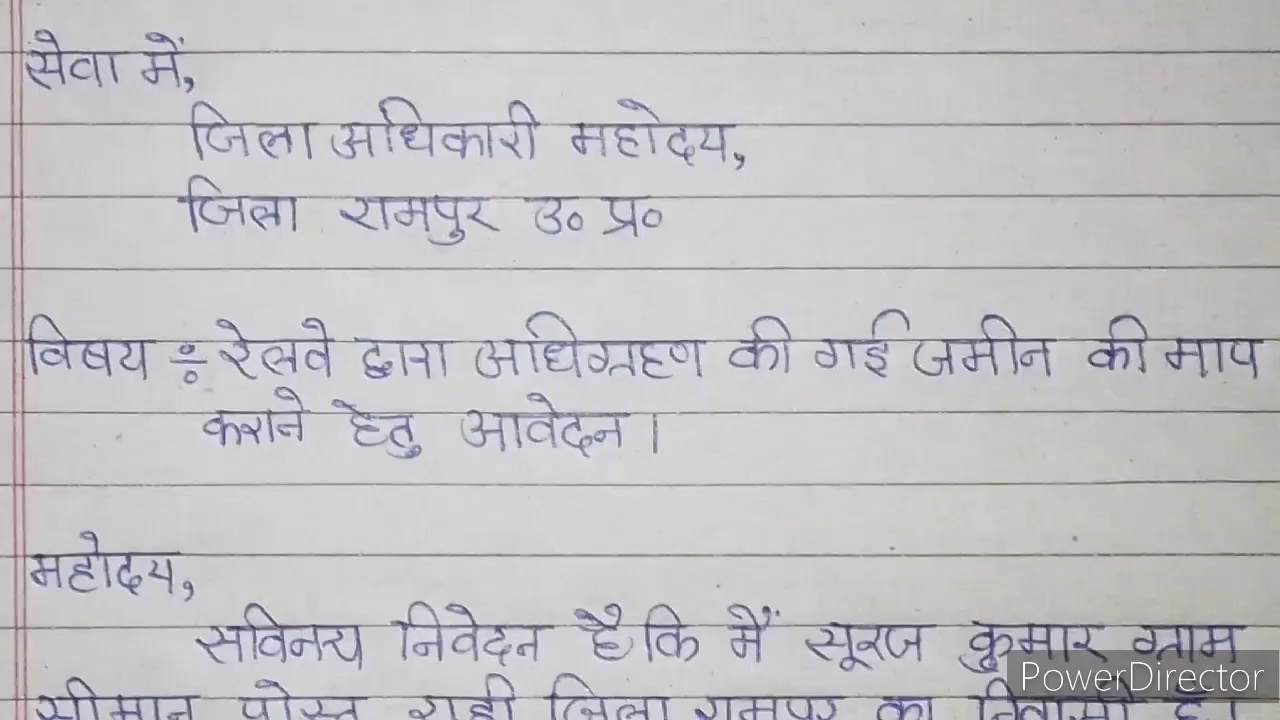 सेवा में,
जिला अधिकारी महोदय,
जिला रामपुर उ० प्र०
विषय ÷ रेलवे द्वारा अधिग्रहण की गई जमीन की माप
कराने हेतु आवेदन।
महोदय,
सविनय निवेदन है कि मैं सूरज कुमार ग्राम
PowerDirector
पोस्ट जिला रामपुर का निवासी है।